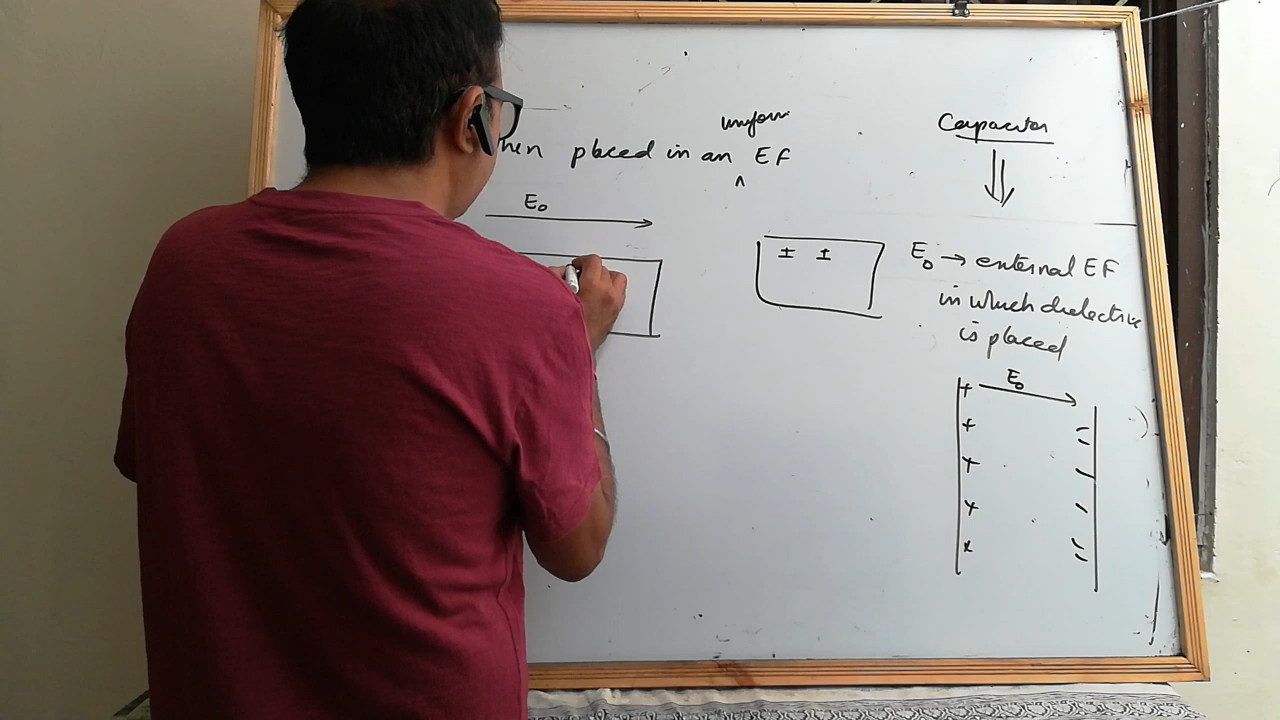 uniform
hen placed in an EF
^
E₀
± ±
Capacitor
E₀ → external EF
in which dielectric
is placed
E₀
+
+
+
+
+